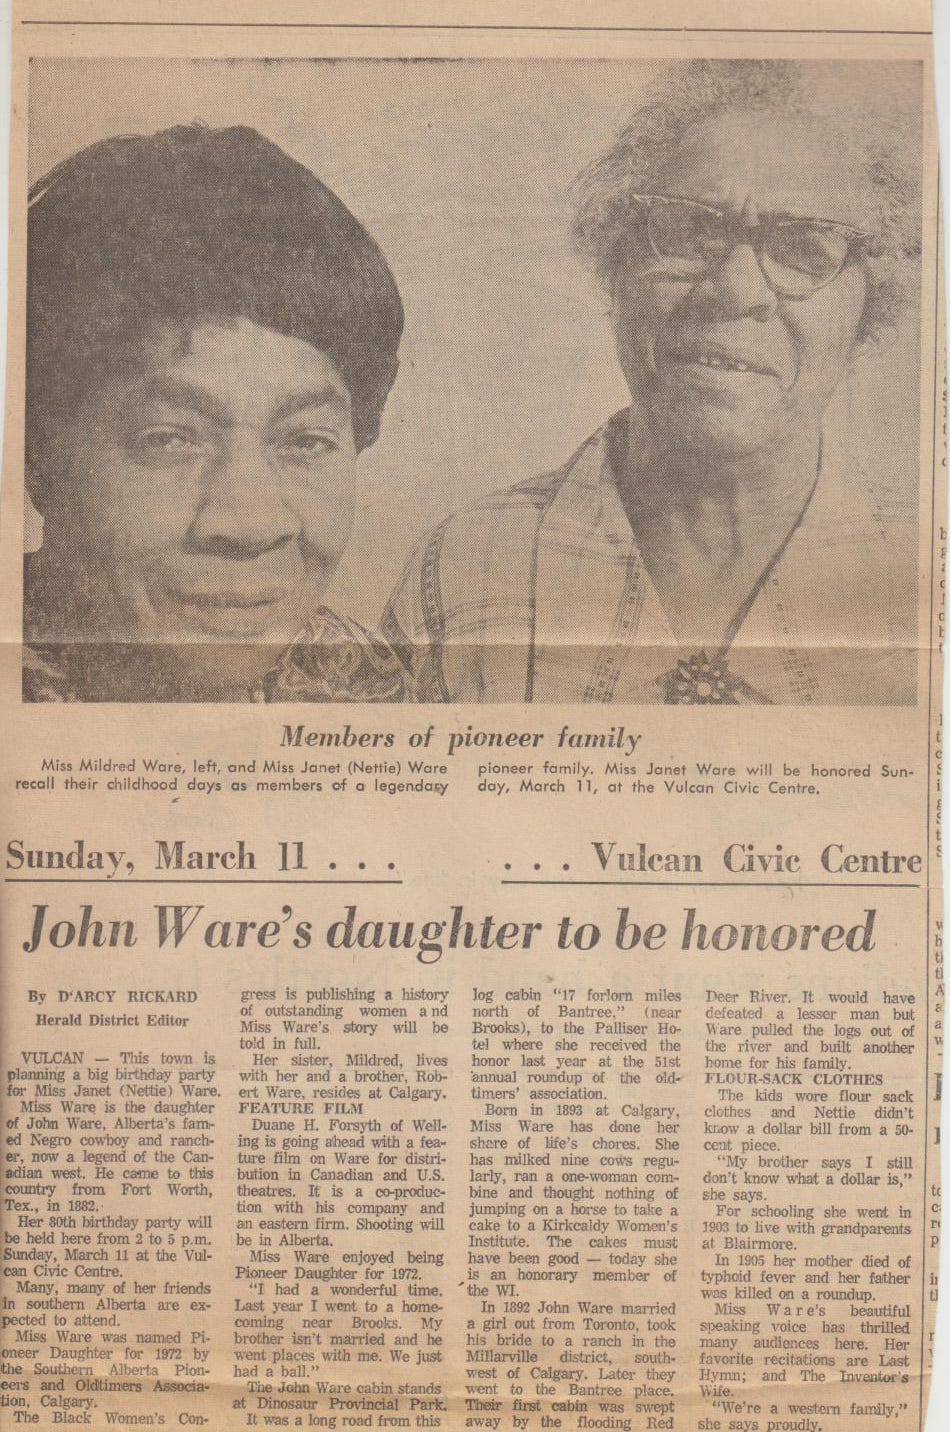 Members of pioneer family
Miss Mildred Ware, left, and Miss Janet (Nettie) Ware
recall their childhood days as members of a legendary
pioneer family. Miss Janet Ware will be honored Sun-
day, March 11, at the Vulcan Civic Centre.
Sunday, March 11 . . .
. . . Vulcan Civic Centre
John Ware's daughter to be honored
By D'ARCY RICKARD
Herald District Editor
VULCAN — This town is
planning a big birthday party
for Miss Janet (Nettie) Ware.
Miss Ware is the daughter
of John Ware, Alberta's fam-
ed Negro cowboy and ranch-
er, now a legend of the Can-
adian west. He came to this
country from Fort Worth,
Tex., in 1882.
Her 80th birthday party will
be held here from 2 to 5 p.m.
Sunday, March 11 at the Vul-
can Civic Centre.
Many, many of her friends
in southern Alberta are ex-
pected to attend.
Miss Ware was named Pi-
oneer Daughter for 1972 by
the Southern Alberta Pion-
eers and Oldtimers Associa-
tion, Calgary.
The Black Women's Con-
gress is publishing a history
of outstanding women and
Miss Ware's story will be
told in full.
Her sister, Mildred, lives
with her and a brother, Rob-
ert Ware, resides at Calgary.
FEATURE FILM
Duane H. Forsyth of Well-
ing is going ahead with a fea-
ture film on Ware for distri-
bution in Canadian and U.S.
theatres. It is a co-produc-
tion with his company and
an eastern firm. Shooting will
be in Alberta.
Miss Ware enjoyed being
Pioneer Daughter for 1972.
"I had a wonderful time.
Last year I went to a home-
coming near Brooks. My
brother isn't married and he
went places with me. We just
had a ball."
The John Ware cabin stands
at Dinosaur Provincial Park.
It was a long road from this
log cabin "17 forlorn miles
north of Bantree," (near
Brooks), to the Palliser Ho-
tel where she received the
honor last year at the 51st
annual roundup of the old-
timers' association.
Born in 1893 at Calgary,
Miss Ware has done her
share of life's chores. She
has milked nine cows regu-
larly, ran a one-woman com-
bine and thought nothing of
jumping on a horse to take a
cake to a Kirkcaldy Women's
Institute. The cakes must
have been good — today she
is an honorary member of
the WI.
In 1892 John Ware married
a girl out from Toronto, took
his bride to a ranch in the
Millarville district, south-
west of Calgary. Later they
went to the Bantree place.
Their first cabin was swept
away by the flooding Red
Deer River. It would have
defeated a lesser man but
Ware pulled the logs out of
the river and built another
home for his family.
FLOUR-SACK CLOTHES
The kids wore flour sack
clothes and Nettie didn't
know a dollar bill from a 50-
cent piece.
"My brother says I still
don't know what a dollar is,"
she says.
For schooling she went in
1903 to live with grandparents
at Blairmore.
In 1905 her mother died of
typhoid fever and her father
was killed on a roundup.
Miss Ware's beautiful
speaking voice has thrilled
many audiences here. Her
favorite recitations are Last
Hymn; and The Inventor's
Wife.
"We're a western family,"
she says proudly.